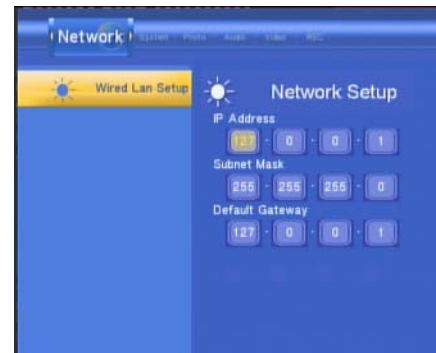 Network System Photo Audio Video REC
Wired Lan Setup
Network Setup
IP Address
127 · 0 · 0 · 1
Subnet Mask
255 · 255 · 255 · 0
Default Gateway
127 · 0 · 0 · 1